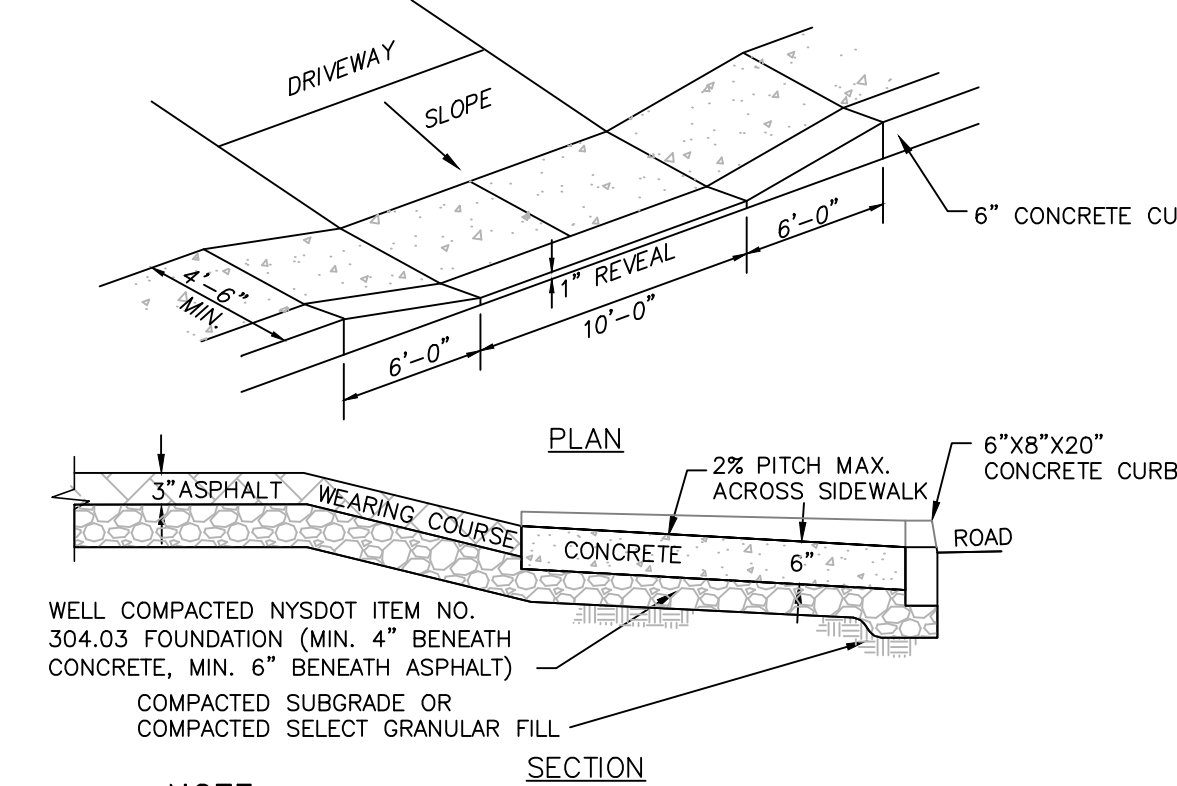 DRIVEWAY
SLOPE
6" CONCRETE CU
6'-0"
1" REVEAL
10'-0"
4'-6"
MIN.
6'-0"
PLAN
6"X8"X20"
CONCRETE CURB
2% PITCH MAX.
ACROSS SIDEWALK
3" ASPHALT
WEARING COURSE
ROAD
CONCRETE
6"
WELL COMPACTED NYSDOT ITEM NO.
304.03 FOUNDATION (MIN. 4" BENEATH
CONCRETE, MIN. 6" BENEATH ASPHALT)
COMPACTED SUBGRADE OR
COMPACTED SELECT GRANULAR FILL
SECTION